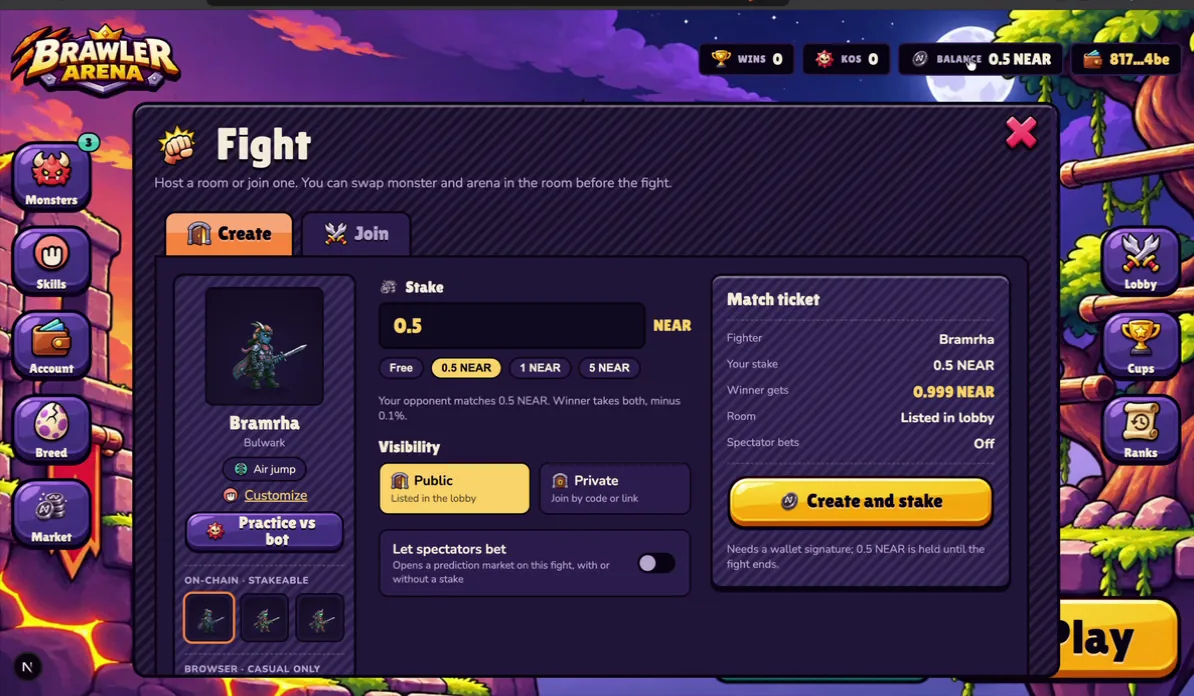 BRAWLER
ARENA
WINS 0
KOS 0
BALANCE 0.5 NEAR
817...4be
3
Monsters
Skills
Account
Breed
Market
Fight
Host a room or join one. You can swap monster and arena in the room before the fight.
Create
Join
Bramrha
Bulwark
Air jump
Customize
Practice vs
bot
ON-CHAIN · STAKEABLE
BROWSER · CASUAL ONLY
Stake
0.5
NEAR
Free
0.5 NEAR
1 NEAR
5 NEAR
Your opponent matches 0.5 NEAR. Winner takes both, minus
0.1%.
Visibility
Public
Listed in the lobby
Private
Join by code or link
Let spectators bet
Opens a prediction market on this fight, with or
without a stake
Match ticket
Fighter Bramrha
Your stake 0.5 NEAR
Winner gets 0.999 NEAR
Room Listed in lobby
Spectator bets Off
Create and stake
Needs a wallet signature; 0.5 NEAR is held until the
fight ends.
Lobby
Cups
Ranks
Play
N